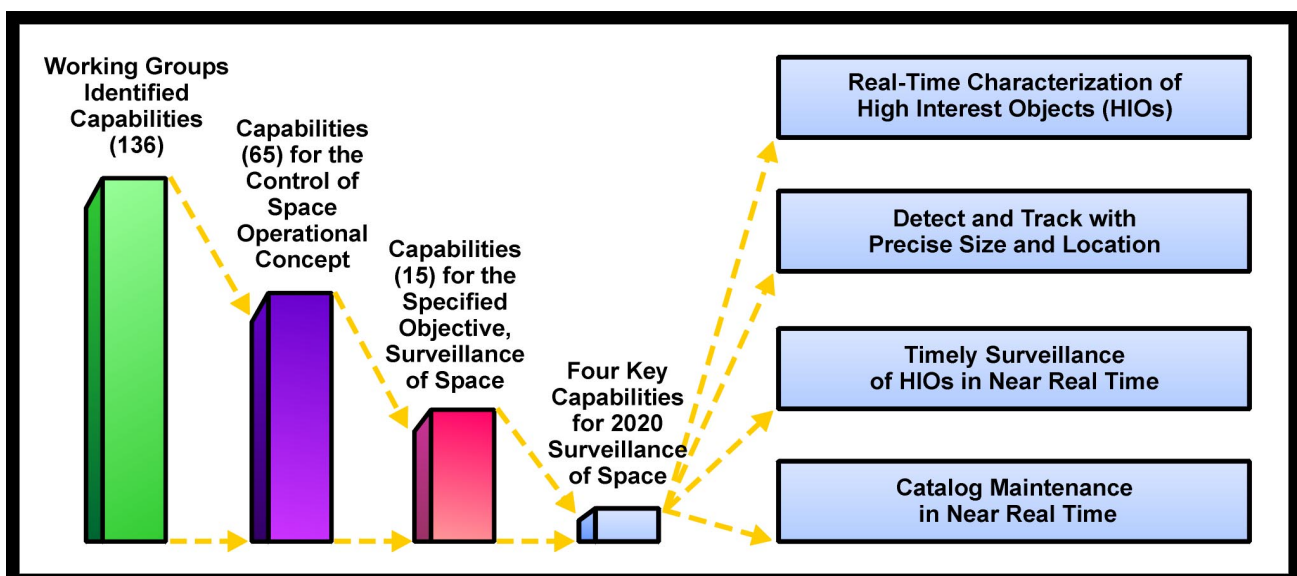 Working Groups
Identified
Capabilities
(136)
Capabilities
(65) for the
Control of
Space
Operational
Concept
Capabilities
(15) for the
Specified
Objective,
Surveillance
of Space
Four Key
Capabilities
for 2020
Surveillance
of Space
Real-Time Characterization of
High Interest Objects (HIOs)
Detect and Track with
Precise Size and Location
Timely Surveillance
of HIOs in Near Real Time
Catalog Maintenance
in Near Real Time